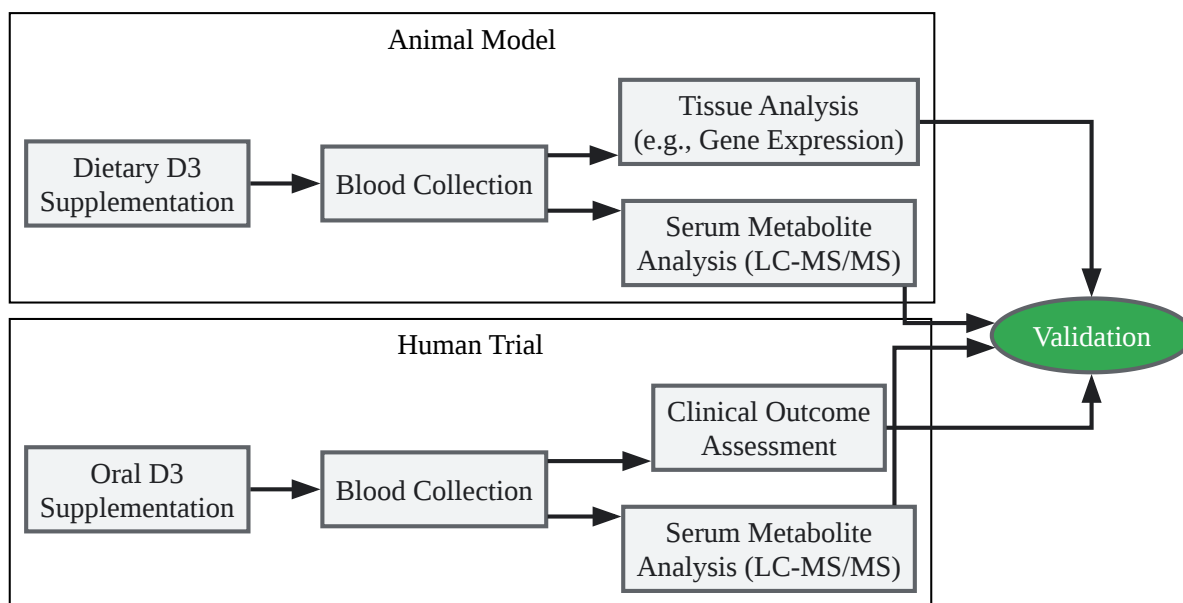 Animal Model
Dietary D3
Supplementation
Blood Collection
Tissue Analysis
(e.g., Gene Expression)
Serum Metabolite
Analysis (LC-MS/MS)
Validation
Human Trial
Oral D3
Supplementation
Blood Collection
Clinical Outcome
Assessment
Serum Metabolite
Analysis (LC-MS/MS)